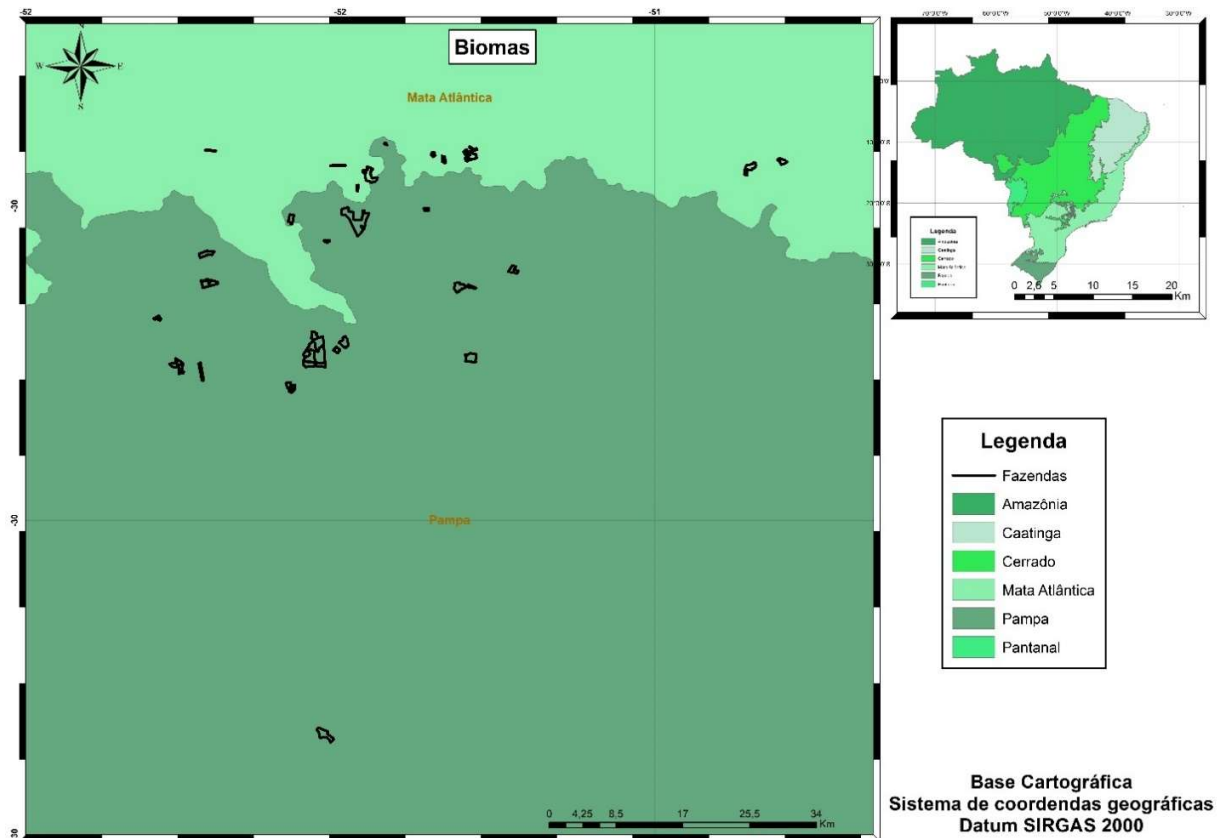 -52
-52
-51
Biomas
N
W
E
S
Mata Atlântica
-30
-30
-30
Pampa
0 4,25 8,5 17 25,5 34
Km
Legenda
0 2,5 5 10 15 20
Km
Legenda
Fazendas
Amazônia
Caatinga
Cerrado
Mata Atlântica
Pampa
Pantanal
Base Cartográfica
Sistema de coordendas geográficas
Datum SIRGAS 2000